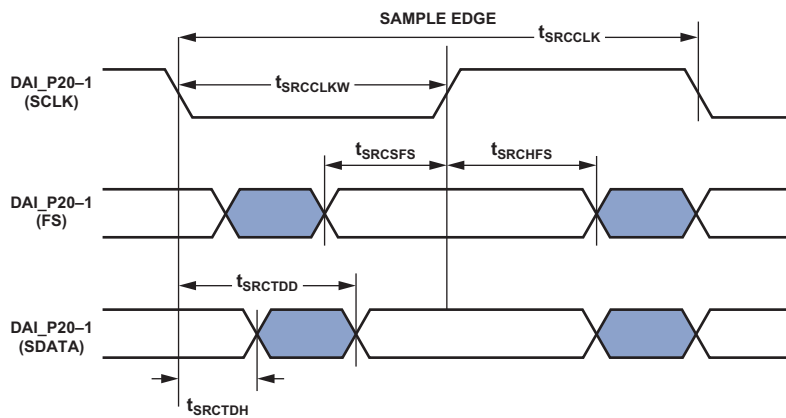 SAMPLE EDGE
tSRCCLK
DAI_P20–1
(SCLK)
tSRCCLKW
tSRCSFS
tSRCHFS
DAI_P20–1
(FS)
tSRCTDD
DAI_P20–1
(SDATA)
tSRCTDH